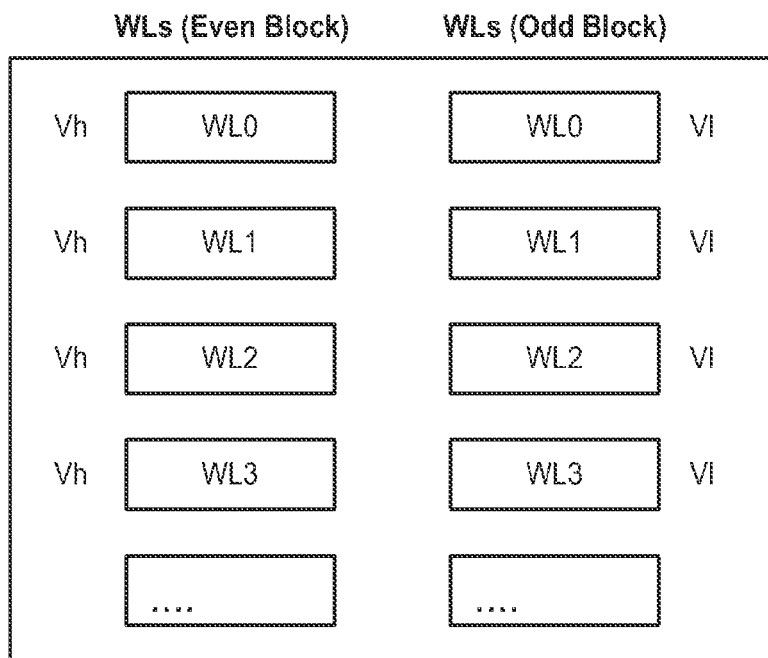 WLs (Even Block) WLs (Odd Block)
Vh WL0 WL0 Vl
Vh WL1 WL1 Vl
Vh WL2 WL2 Vl
Vh WL3 WL3 Vl
.... ....